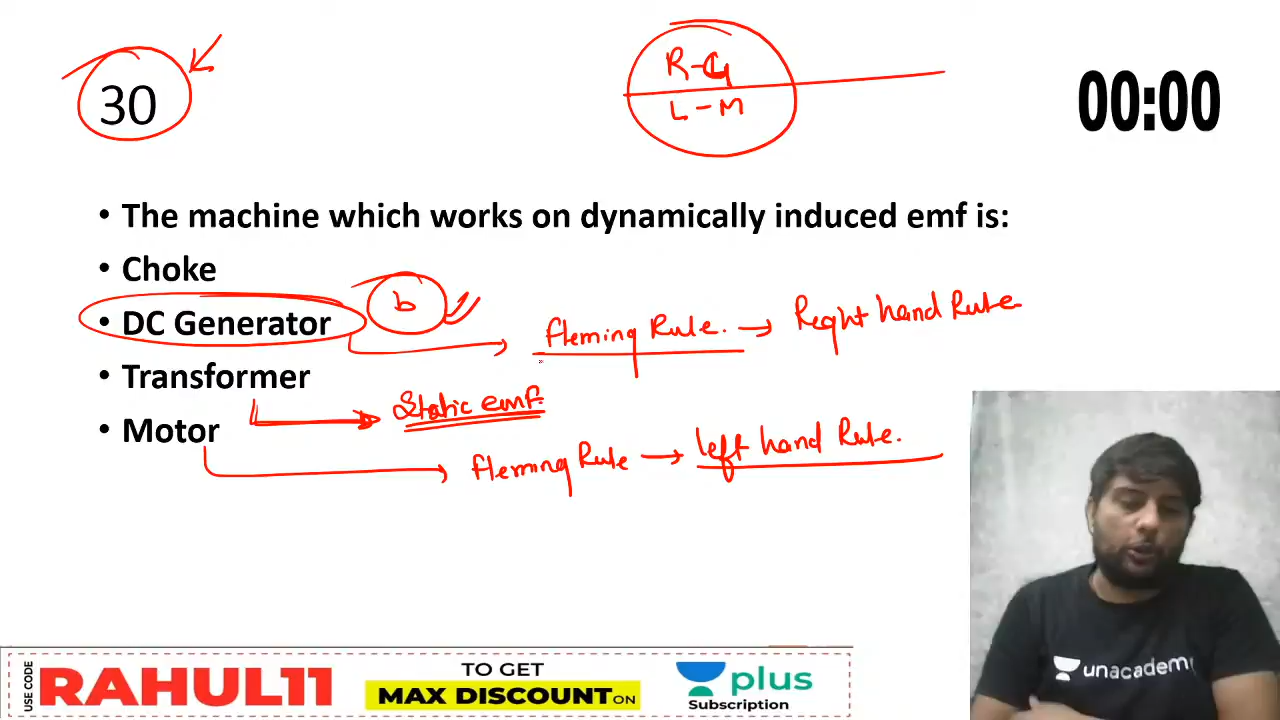 R-G
L-M
30
00:00
• The machine which works on dynamically induced emf is:
• Choke
b
• DC Generator
Fleming Rule. → Right hand Rule
• Transformer
Static emf.
• Motor
fleming Rule → left hand Rule.
unacademy
USE CODE
RAHUL11
TO GET
MAX DISCOUNT ON
plus
Subscription